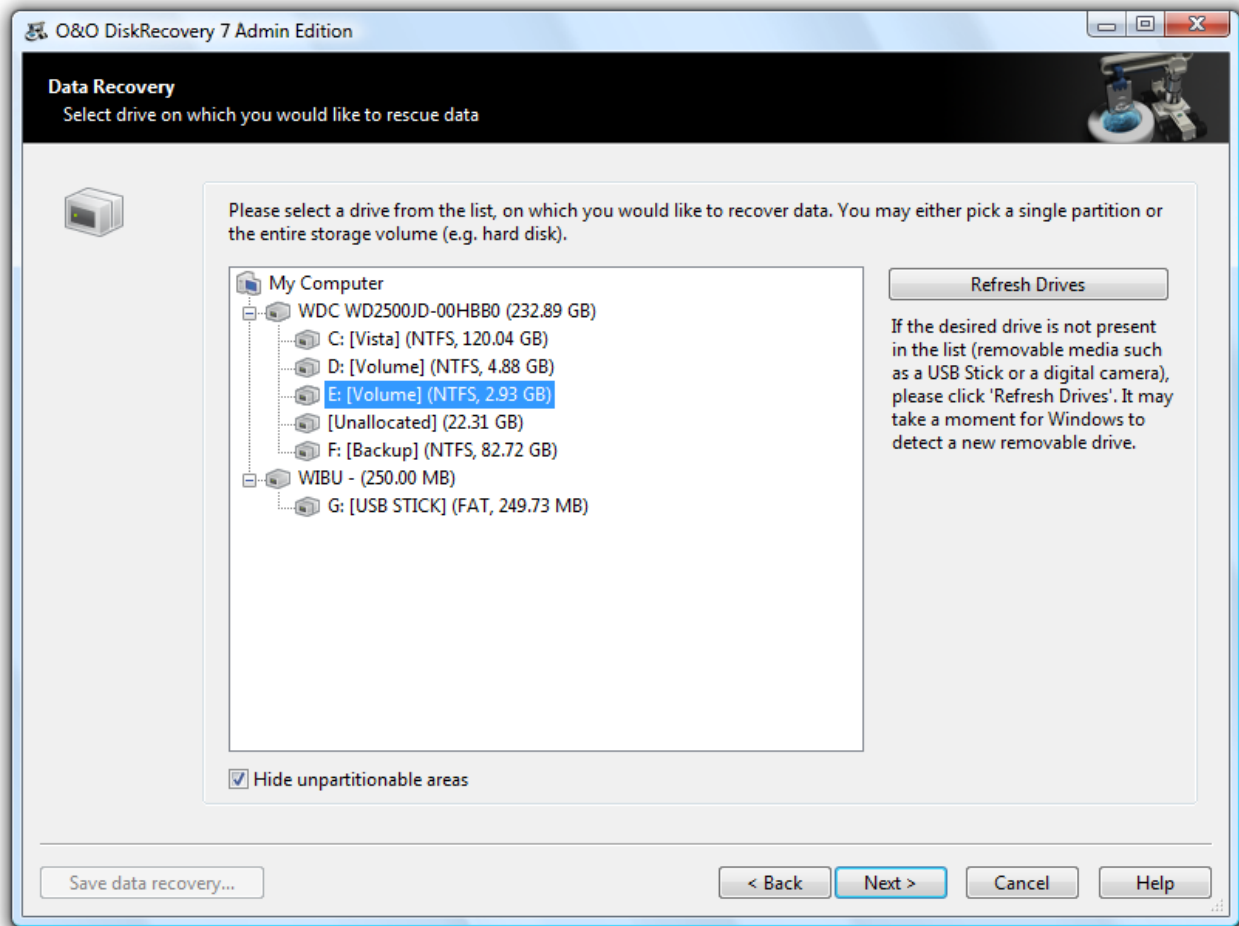 O&O DiskRecovery 7 Admin Edition
Data Recovery
Select drive on which you would like to rescue data
Please select a drive from the list, on which you would like to recover data. You may either pick a single partition or
the entire storage volume (e.g. hard disk).
My Computer
WDC WD2500JD-00HBB0 (232.89 GB)
C: [Vista] (NTFS, 120.04 GB)
D: [Volume] (NTFS, 4.88 GB)
E: [Volume] (NTFS, 2.93 GB)
[Unallocated] (22.31 GB)
F: [Backup] (NTFS, 82.72 GB)
WIBU - (250.00 MB)
G: [USB STICK] (FAT, 249.73 MB)
Refresh Drives
If the desired drive is not present
in the list (removable media such
as a USB Stick or a digital camera),
please click 'Refresh Drives'. It may
take a moment for Windows to
detect a new removable drive.
Hide unpartitionable areas
Save data recovery...
< Back
Next >
Cancel
Help